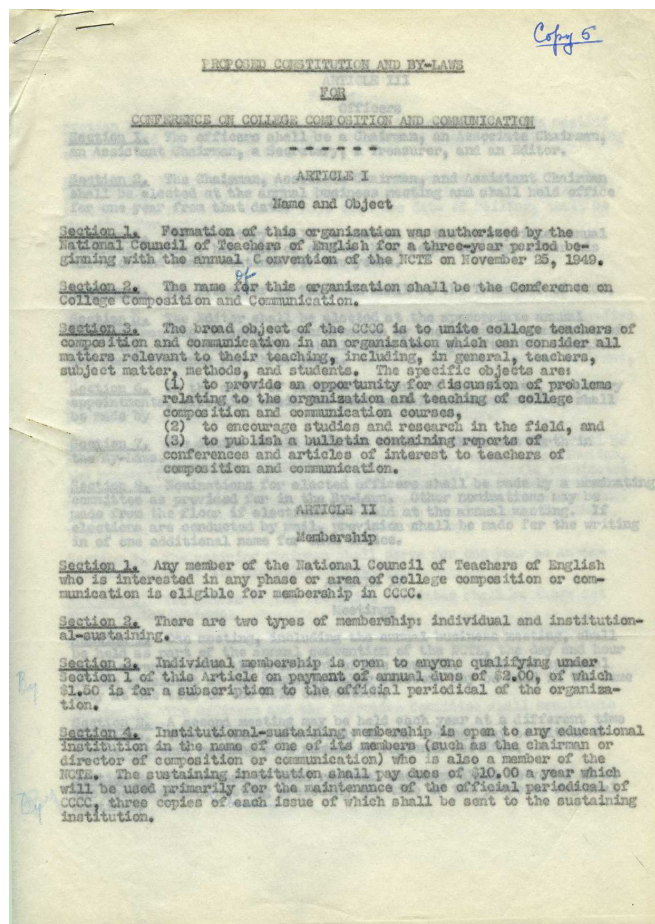 Copy 5
PROPOSED CONSTITUTION AND BY-LAWS
FOR
CONFERENCE ON COLLEGE COMPOSITION AND COMMUNICATION
- - - - - -
ARTICLE I
Name and Object
Section 1. Formation of this organization was authorized by the
National Council of Teachers of English for a three-year period be-
ginning with the annual Convention of the NCTE on November 25, 1949.
of
Section 2. The name for this organization shall be the Conference on
College Composition and Communication.
Section 3. The broad object of the CCCC is to unite college teachers of
composition and communication in an organization which can consider all
matters relevant to their teaching, including, in general, teachers,
subject matter, methods, and students. The specific objects are:
(1) to provide an opportunity for discussion of problems
relating to the organization and teaching of college
composition and communication courses,
(2) to encourage studies and research in the field, and
(3) to publish a bulletin containing reports of
conferences and articles of interest to teachers of
composition and communication.
ARTICLE II
Membership
Section 1. Any member of the National Council of Teachers of English
who is interested in any phase or area of college composition or com-
munication is eligible for membership in CCCC.
Section 2. There are two types of membership: individual and institution-
al-sustaining.
Section 3. Individual membership is open to anyone qualifying under
Section 1 of this Article on payment of annual dues of $2.00, of which
$1.50 is for a subscription to the official periodical of the organiza-
tion.
Section 4. Institutional-sustaining membership is open to any educational
institution in the name of one of its members (such as the chairman or
director of composition or communication) who is also a member of the
NCTE. The sustaining institution shall pay dues of $10.00 a year which
will be used primarily for the maintenance of the official periodical of
CCCC, three copies of each issue of which shall be sent to the sustaining
institution.